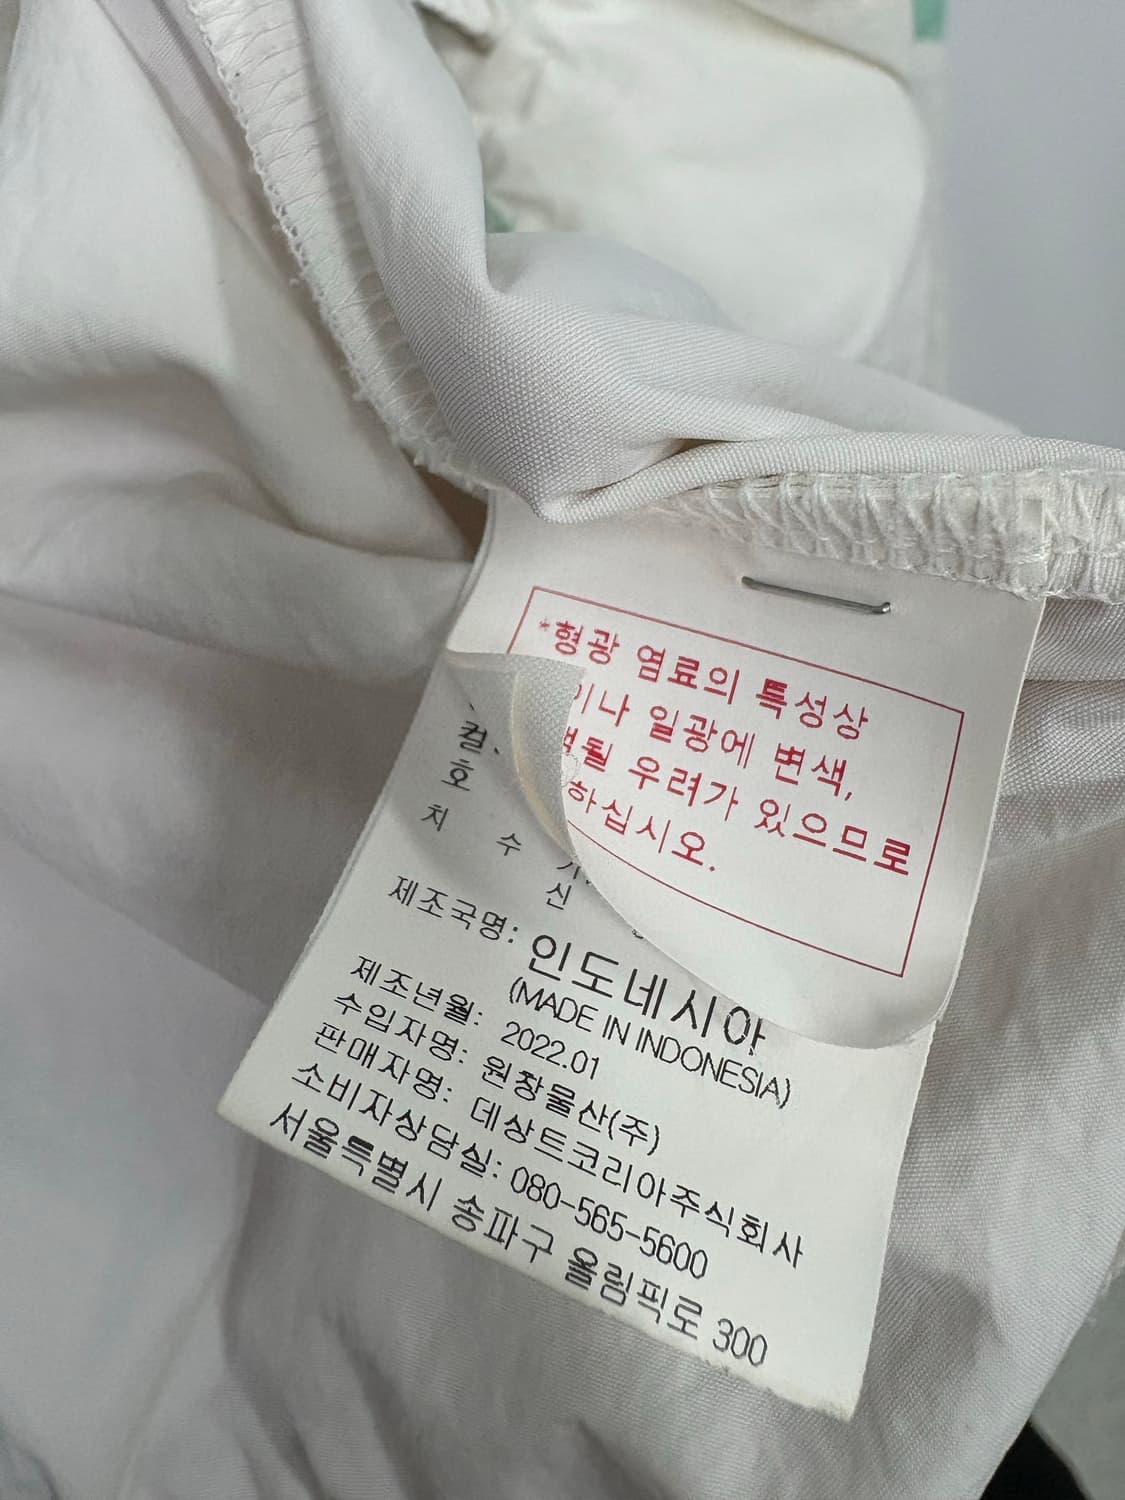 *형광 염료의 특성상
이나 일광에 변색,
될 우려가 있으므로
하십시오.
호
치 수
신
제조국명: 인도네시아
(MADE IN INDONESIA)
제조년월: 2022.01
수입자명: 원창물산(주)
판매자명: 데상트코리아주식회사
소비자상담실: 080-565-5600
서울특별시 송파구 올림픽로 300